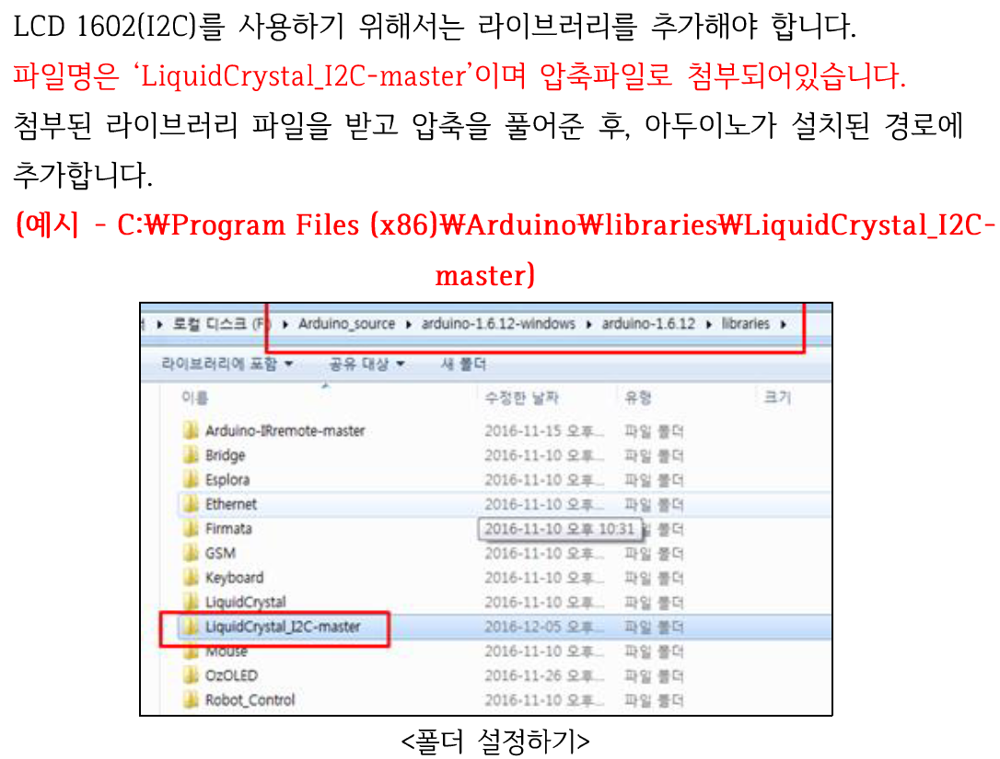 LCD 1602(I2C)를 사용하기 위해서는 라이브러리를 추가해야 합니다.
파일명은 ‘LiquidCrystal_I2C-master’이며 압축파일로 첨부되어있습니다.
첨부된 라이브러리 파일을 받고 압축을 풀어준 후, 아두이노가 설치된 경로에
추가합니다.
(예시 - C:₩Program Files (x86)₩Arduino₩libraries₩LiquidCrystal_I2C-
master)
▸ 로컬 디스크 (F:) ▸ Arduino_source ▸ arduino-1.6.12-windows ▸ arduino-1.6.12 ▸ libraries ▸
라이브러리에 포함 ▼ 공유 대상 ▼ 새 폴더
이름 수정한 날짜 유형 크기
Arduino-IRremote-master 2016-11-15 오후... 파일 폴더
Bridge 2016-11-10 오후... 파일 폴더
Esplora 2016-11-10 오후... 파일 폴더
Ethernet 2016-11-10 오후... 파일 폴더
Firmata 2016-11-10 오후 10:31 폴더
GSM 2016-11-10 오후... 파일 폴더
Keyboard 2016-11-10 오후... 파일 폴더
LiquidCrystal 2016-11-10 오후... 파일 폴더
LiquidCrystal_I2C-master 2016-12-05 오후... 파일 폴더
Mouse 2016-11-10 오후... 파일 폴더
OzOLED 2016-11-26 오후... 파일 폴더
Robot_Control 2016-11-10 오후... 파일 폴더
<폴더 설정하기>